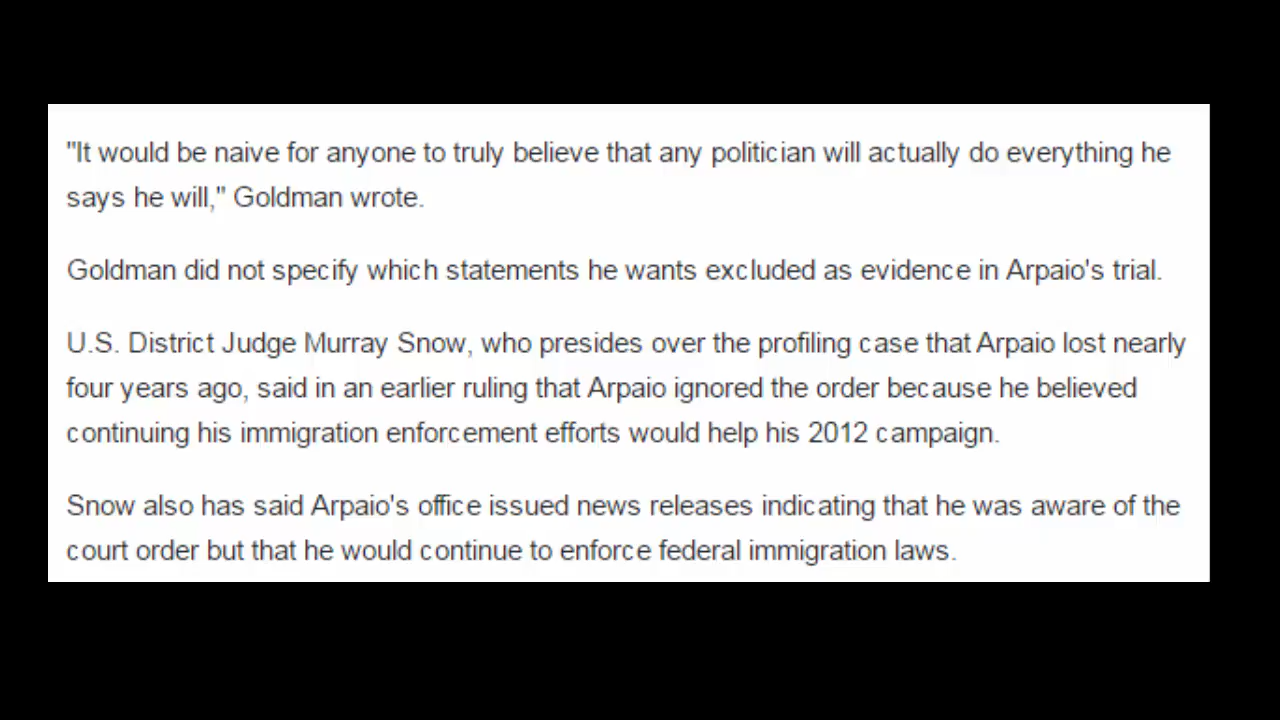 "It would be naive for anyone to truly believe that any politician will actually do everything he
says he will," Goldman wrote.
Goldman did not specify which statements he wants excluded as evidence in Arpaio's trial.
U.S. District Judge Murray Snow, who presides over the profiling case that Arpaio lost nearly
four years ago, said in an earlier ruling that Arpaio ignored the order because he believed
continuing his immigration enforcement efforts would help his 2012 campaign.
Snow also has said Arpaio's office issued news releases indicating that he was aware of the
court order but that he would continue to enforce federal immigration laws.